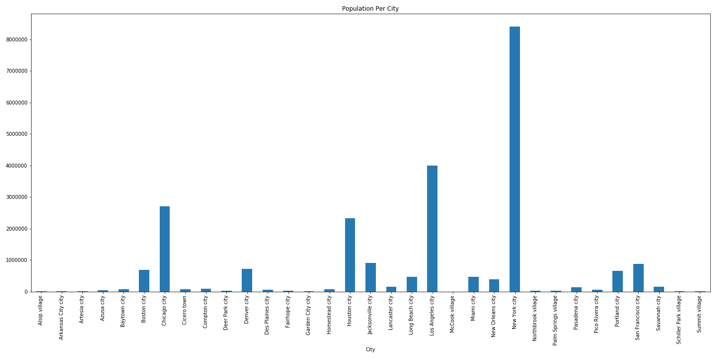 Population Per City
8000000
7000000
6000000
5000000
4000000
3000000
2000000
1000000
0
Alsip village
Arkansas City city
Artesia city
Azusa city
Baytown city
Boston city
Chicago city
Cicero town
Compton city
Deer Park city
Denver city
Des Plaines city
Fairhope city
Garden City city
Homestead city
Houston city
Jacksonville city
Lancaster city
Long Beach city
Los Angeles city
McCook village
Miami city
New Orleans city
New York city
Northbrook village
Palm Springs village
Pasadena city
Pico Rivera city
Portland city
San Francisco city
Savannah city
Schiller Park village
Summit village
City